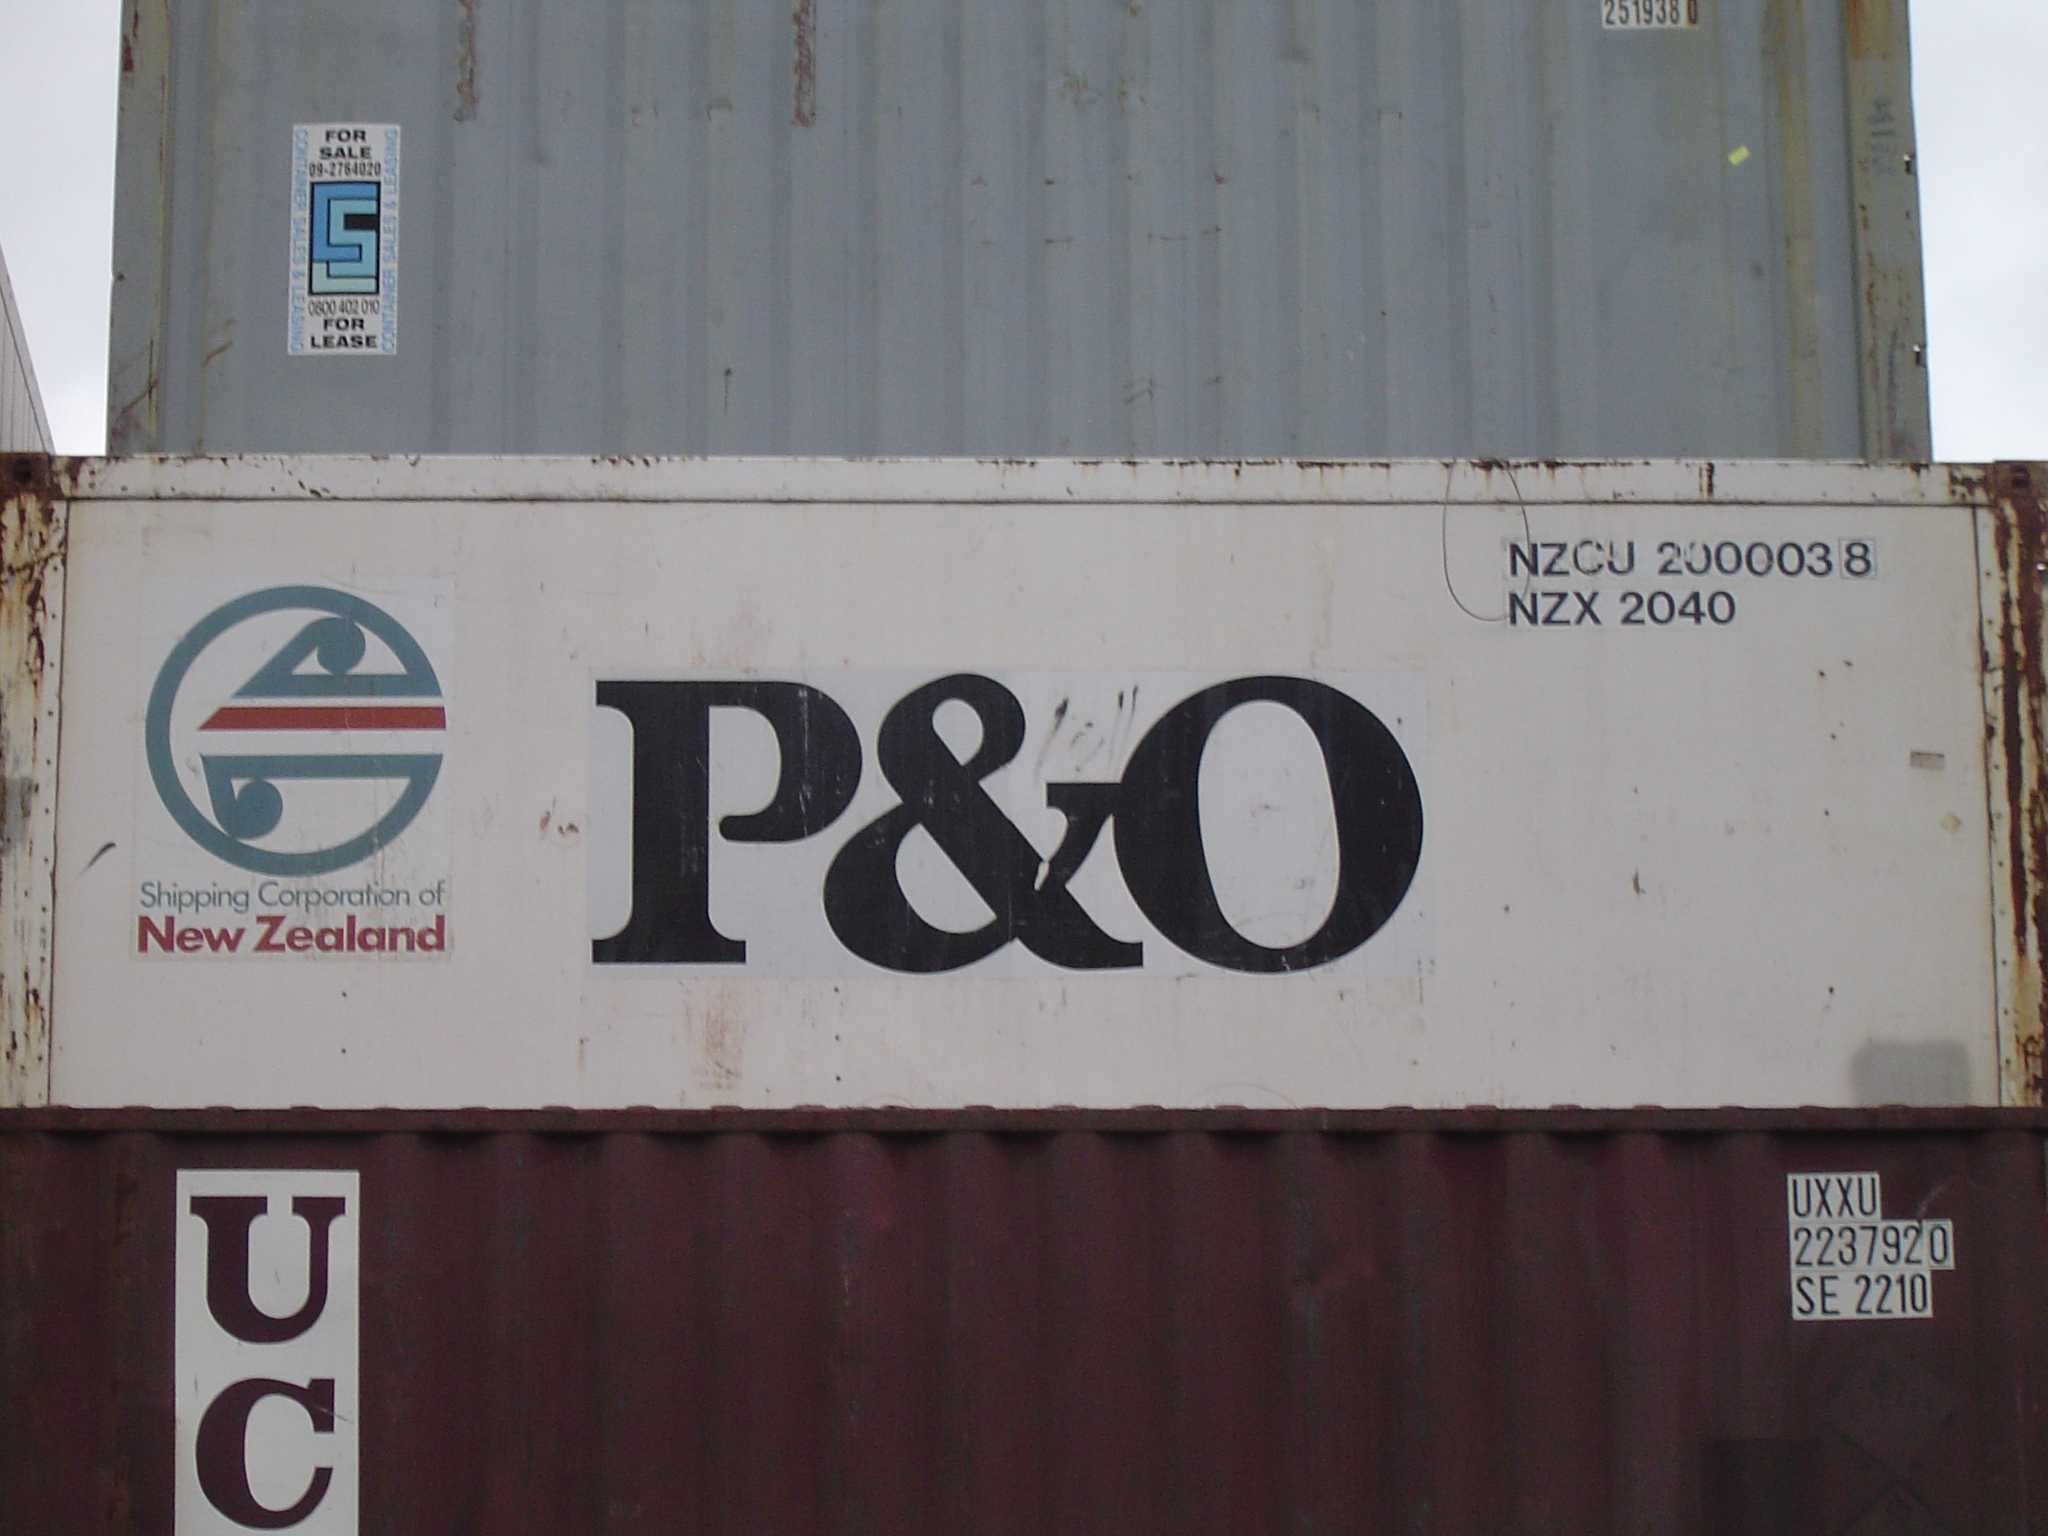 251938 0
FOR
SALE
09-2764020
CONTAINER SALES & LEASING
CONTAINER SALES & LEASING
0800 402 010
FOR
LEASE
NZCU 2000003 8
NZX 2040
P&O
Shipping Corporation of
New Zealand
UXXU
223792 0
SE 2210
U
C